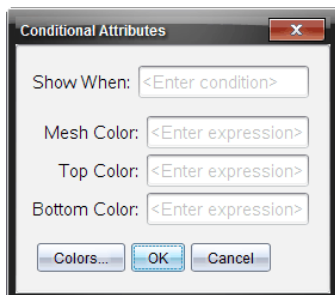 Conditional Attributes
Show When: <Enter condition>
Mesh Color: <Enter expression>
Top Color: <Enter expression>
Bottom Color: <Enter expression>
Colors... OK Cancel